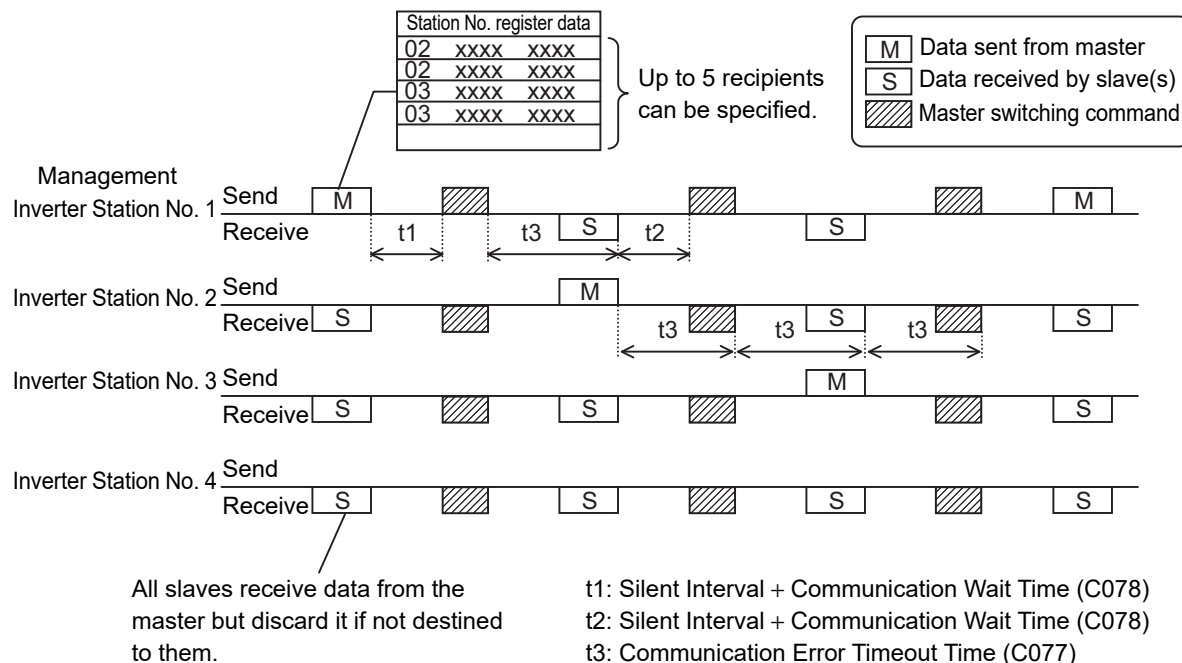 Station No. register data
02 xxxx xxxx
02 xxxx xxxx
03 xxxx xxxx
03 xxxx xxxx
Up to 5 recipients
can be specified.
M Data sent from master
S Data received by slave(s)
Master switching command
Management
Inverter Station No. 1
Send
Receive
M
M
S
S
t1
t3
t2
Inverter Station No. 2
Send
Receive
M
S
S
S
t3
t3
t3
Inverter Station No. 3
Send
Receive
M
S
S
S
Inverter Station No. 4
Send
Receive
S
S
S
S
All slaves receive data from the
master but discard it if not destined
to them.
t1: Silent Interval + Communication Wait Time (C078)
t2: Silent Interval + Communication Wait Time (C078)
t3: Communication Error Timeout Time (C077)